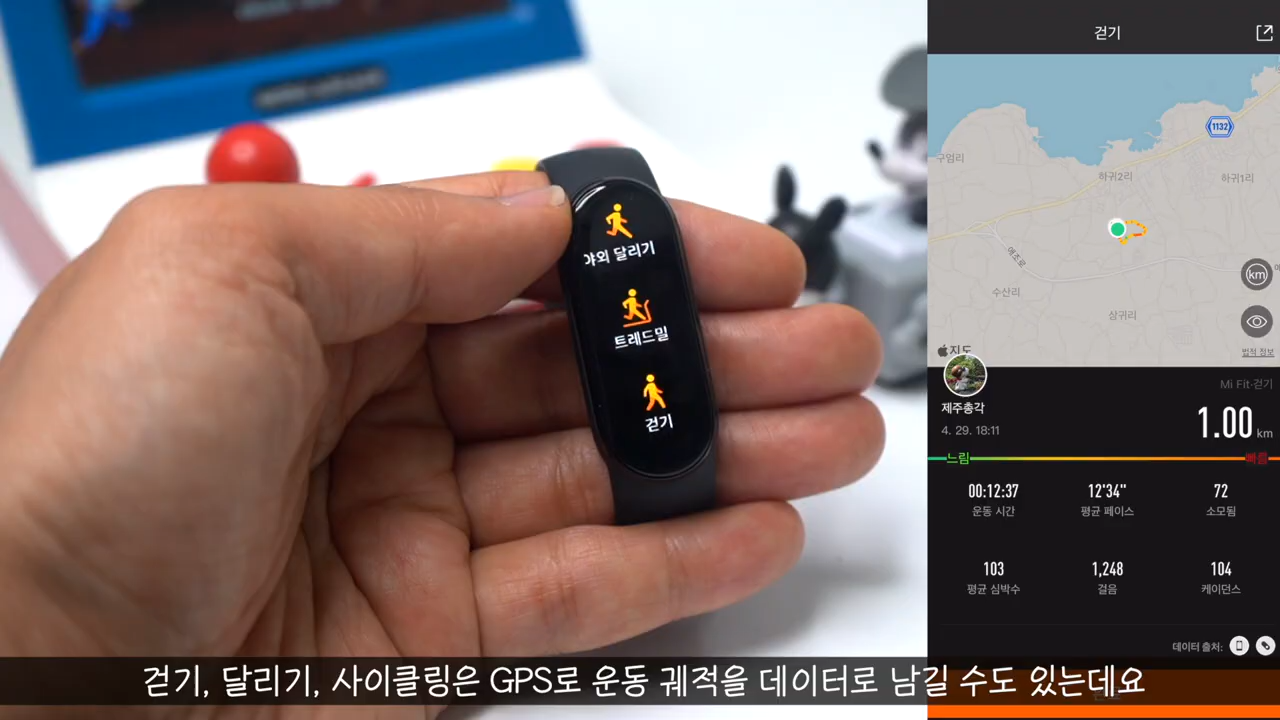 야외 달리기
트레드밀
걷기
걷기
1132
구엄리
하귀2리
하귀1리
애조로
수산리
상귀리
km
지도
법적 정보
Mi Fit·걷기
제주총각
4. 29. 18:11
1.00 km
느림
빠름
00:12:37 12'34" 72
운동 시간 평균 페이스 소모됨
103 1,248 104
평균 심박수 걸음 케이던스
데이터 출처:
걷기, 달리기, 사이클링은 GPS로 운동 궤적을 데이터로 남길 수도 있는데요